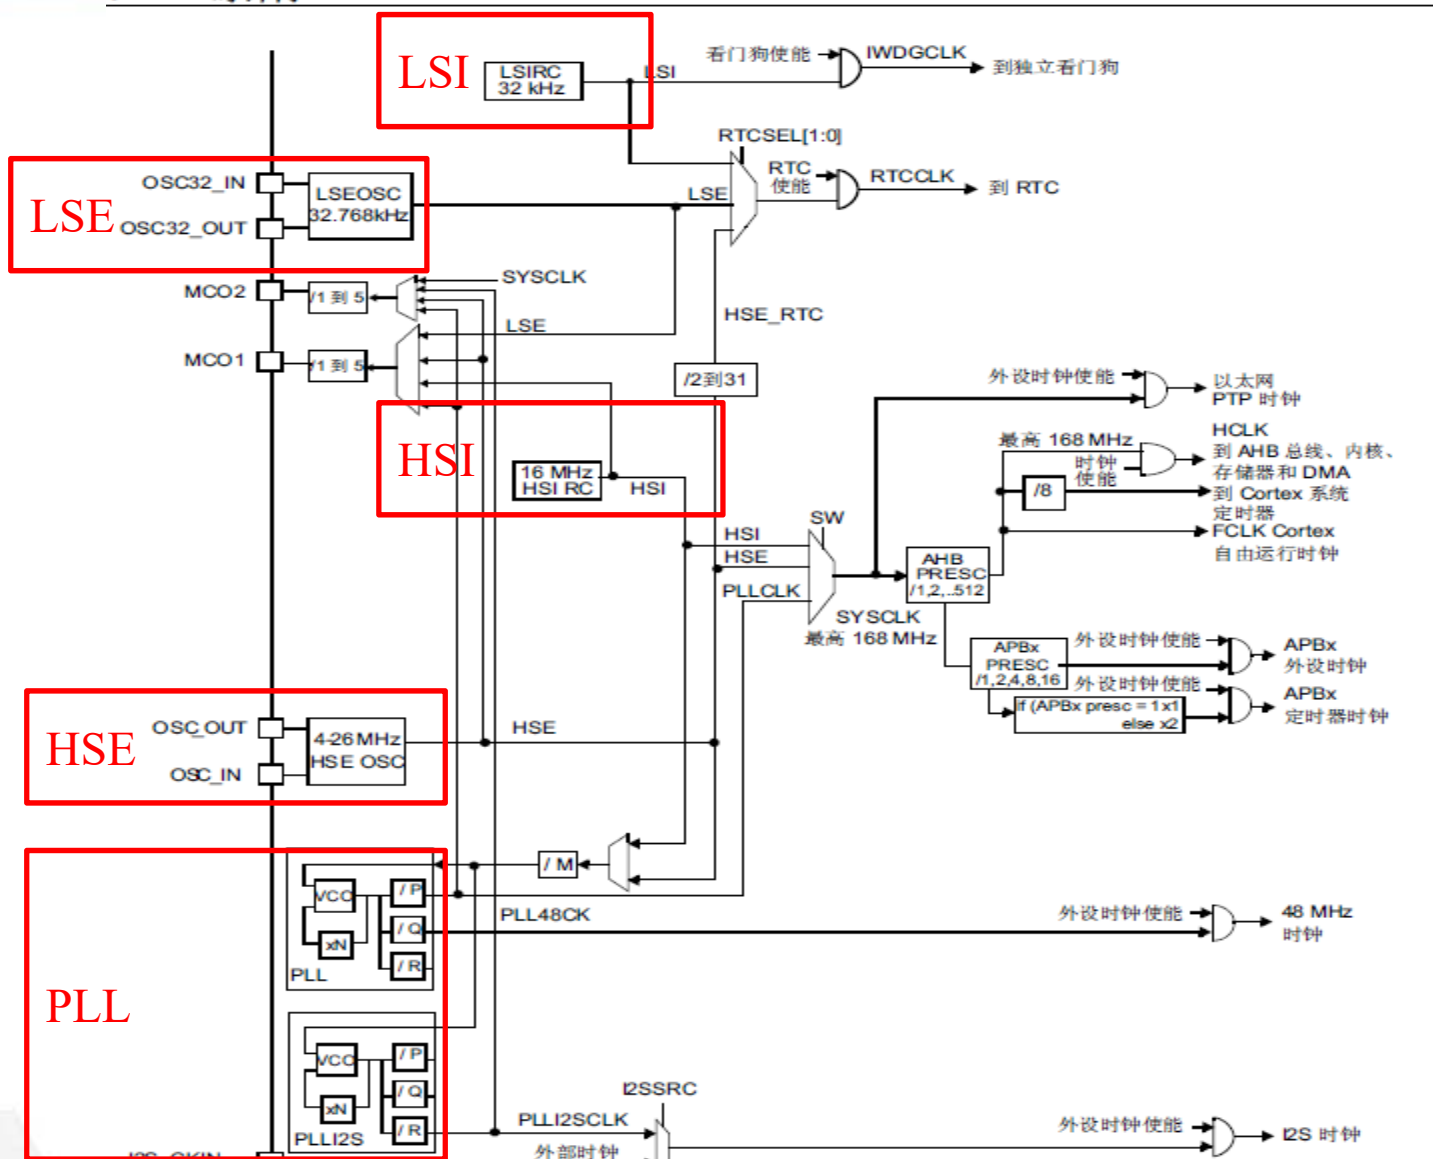 LSI
LSIRC
32 kHz
LSI
看门狗使能
IWDGCLK
到独立看门狗
RTCSEL[1:0]
LSE
OSC32_IN
OSC32_OUT
LSEOSC
32.768kHz
LSE
RTC
使能
RTCCLK
到 RTC
MCO2
/1 到 5
SYSCLK
HSE_RTC
LSE
MCO1
/1 到 5
/2到31
外设时钟使能
以太网
PTP 时钟
HSI
16 MHz
HSI RC
HSI
最高 168 MHz
时钟
使能
HCLK
到 AHB 总线、内核、
存储器和 DMA
/8
到 Cortex 系统
定时器
FCLK Cortex
自由运行时钟
SW
HSI
HSE
PLLCLK
AHB
PRESC
/1,2,..512
SYSCLK
最高 168 MHz
APBx
PRESC
/1,2,4,8,16
外设时钟使能
APBx
外设时钟
外设时钟使能
APBx
定时器时钟
if (APBx presc = 1x1
else x2
HSE
OSC_OUT
OSC_IN
4-26 MHz
HSE OSC
HSE
/ M
PLL
VCO
xN
/ P
/ Q
/ R
PLL
PLL48CK
外设时钟使能
48 MHz
时钟
VCO
xN
/ P
/ Q
/ R
PLLI2S
I2SSRC
PLLI2SCLK
外部时钟
外设时钟使能
I2S 时钟